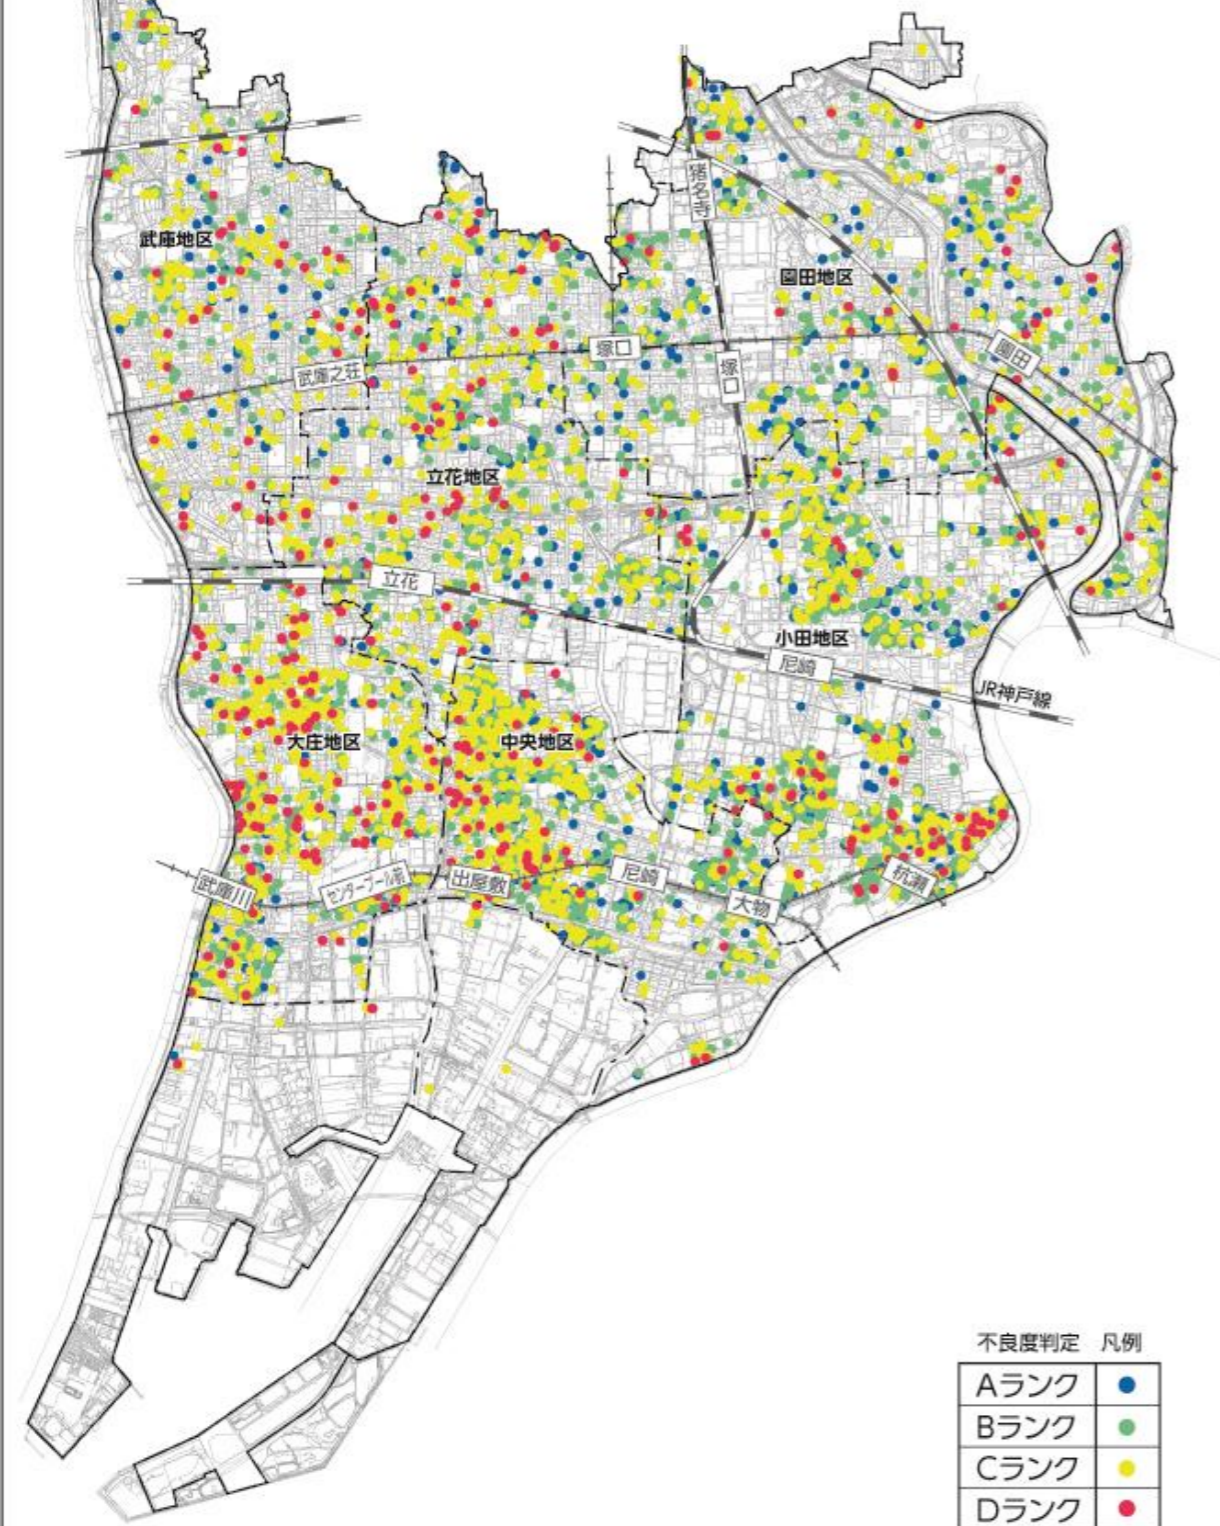 猪名寺
武庫地区
園田地区
塚口
園田
武庫之荘
塚口
立花地区
立花
小田地区
尼崎
JR神戸線
大庄地区
中央地区
武庫川
センタープール前
出屋敷
尼崎
大物
杭瀬
不良度判定 凡例
Aランク
Bランク
Cランク
Dランク